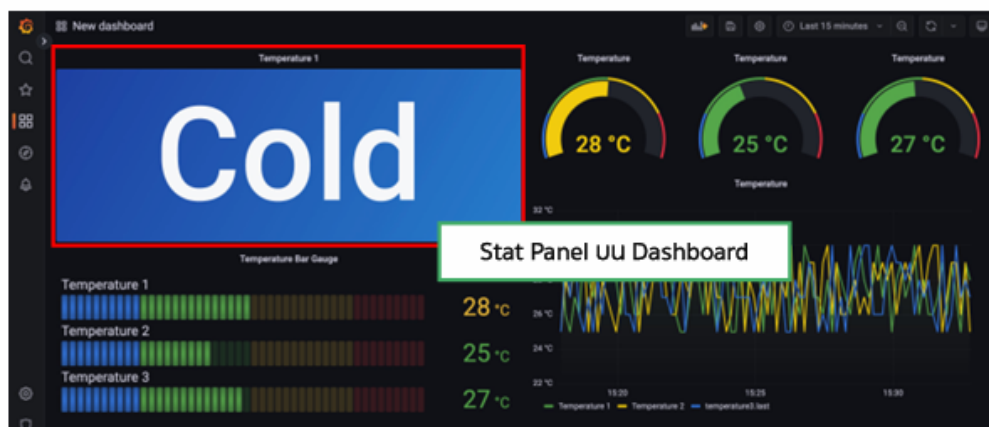 New dashboard
Last 15 minutes
Temperature 1
Cold
Temperature
28 °C
Temperature
25 °C
Temperature
27 °C
Stat Panel บน Dashboard
Temperature Bar Gauge
Temperature 1
28 °C
Temperature 2
25 °C
Temperature 3
27 °C
Temperature
32 °C
26 °C
24 °C
22 °C
15:20
15:25
15:30
Temperature 1
Temperature 2
temperature3.last